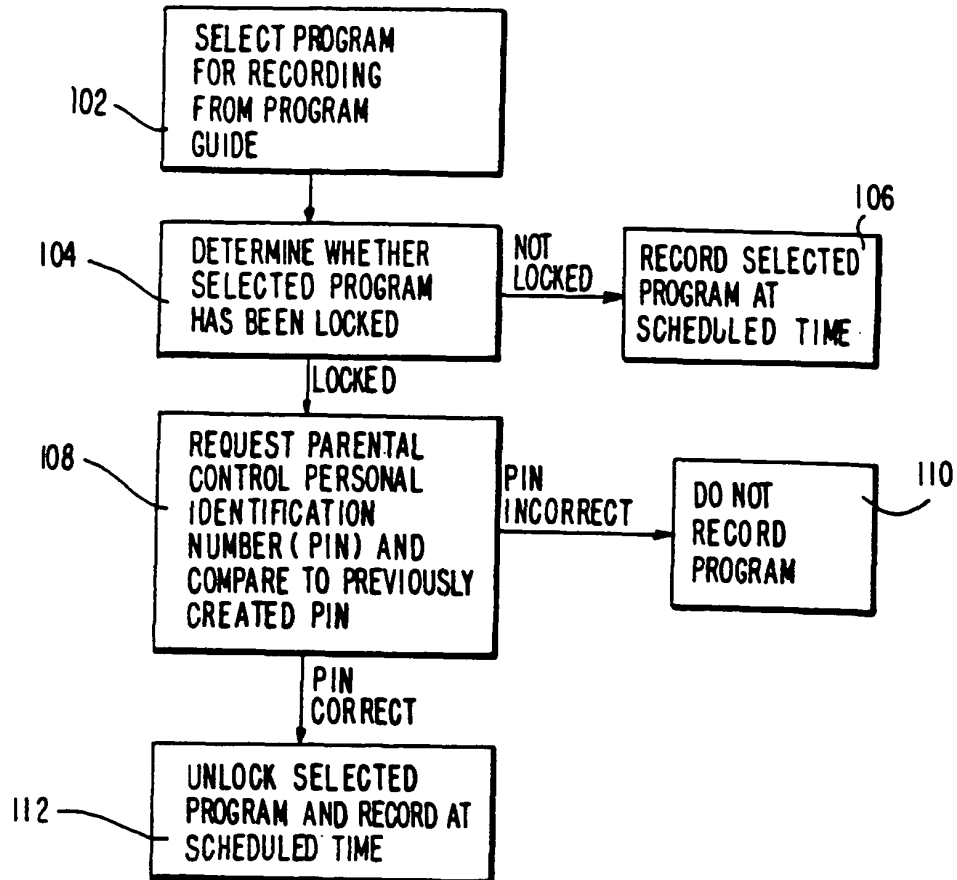 SELECT PROGRAM
FOR RECORDING
FROM PROGRAM
GUIDE
102
DETERMINE WHETHER
SELECTED PROGRAM
HAS BEEN LOCKED
104
NOT
LOCKED
106
RECORD SELECTED
PROGRAM AT
SCHEDULED TIME
LOCKED
108
REQUEST PARENTAL
CONTROL PERSONAL
IDENTIFICATION
NUMBER (PIN) AND
COMPARE TO PREVIOUSLY
CREATED PIN
PIN
INCORRECT
110
DO NOT
RECORD
PROGRAM
PIN
CORRECT
112
UNLOCK SELECTED
PROGRAM AND RECORD AT
SCHEDULED TIME